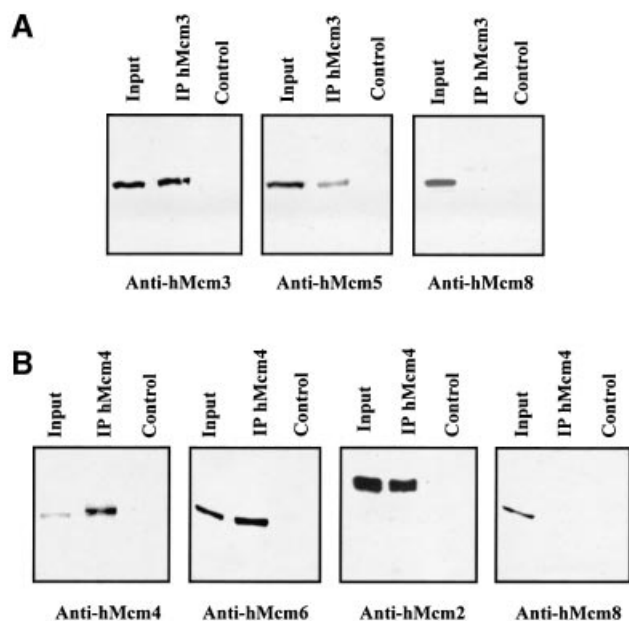 A
Input
IP hMcm3
Control
Input
IP hMcm3
Control
Input
IP hMcm3
Control
Anti-hMcm3
Anti-hMcm5
Anti-hMcm8
B
Input
IP hMcm4
Control
Input
IP hMcm4
Control
Input
IP hMcm4
Control
Input
IP hMcm4
Control
Anti-hMcm4
Anti-hMcm6
Anti-hMcm2
Anti-hMcm8